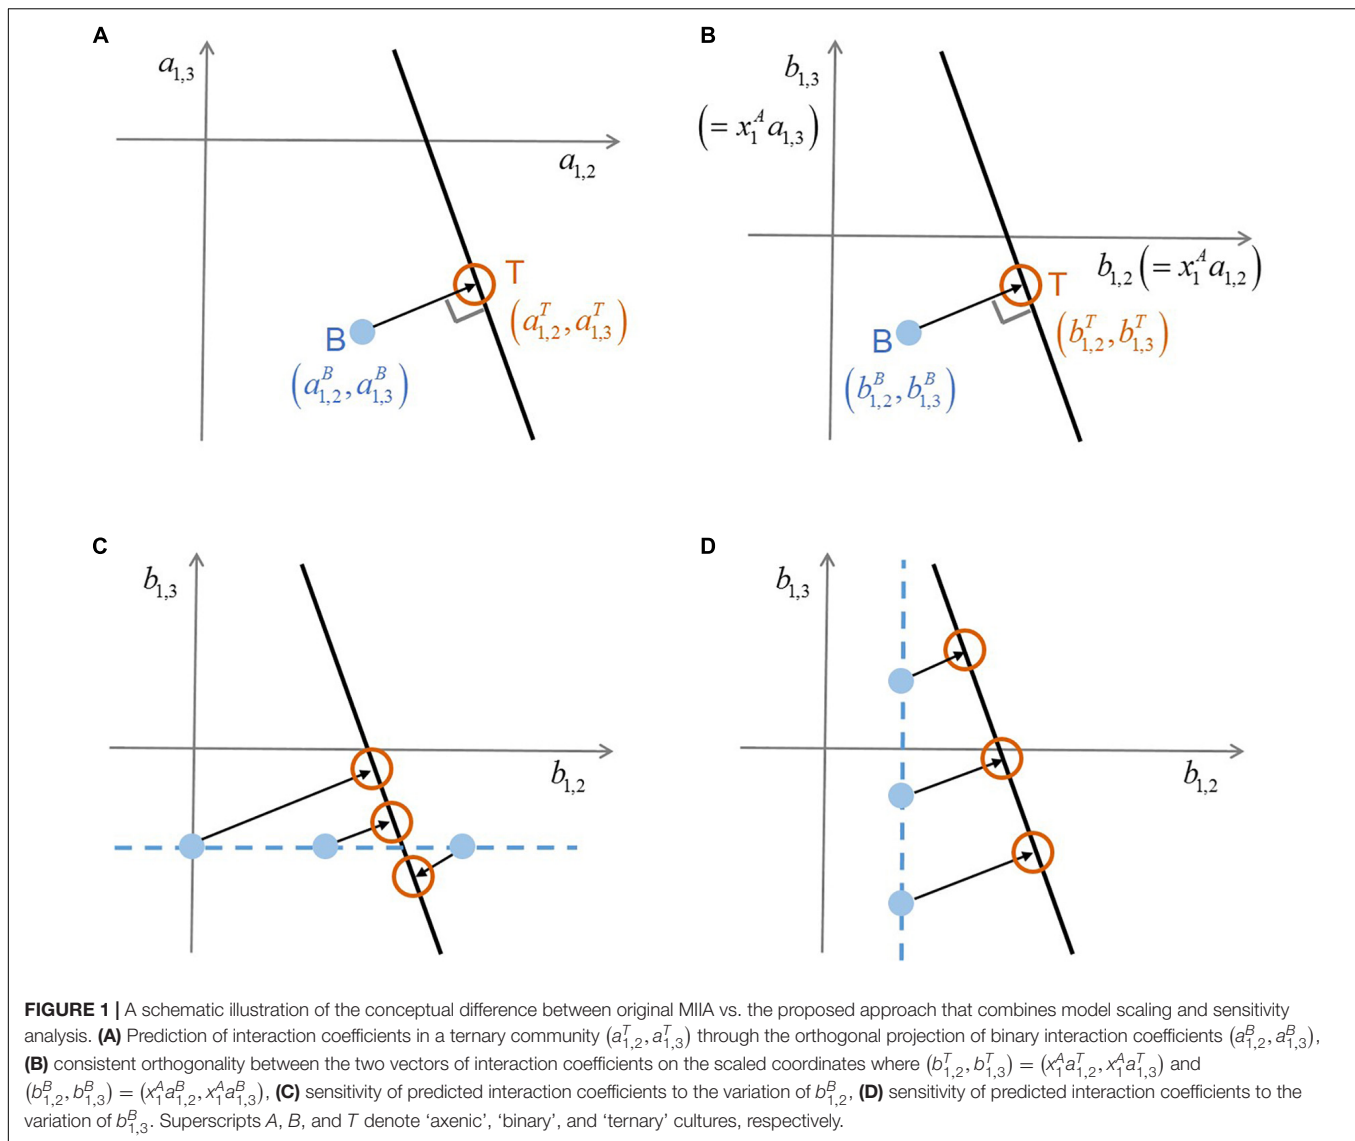 A
a1,3
a1,2
T
(a^T_1,2, a^T_1,3)
B
(a^B_1,2, a^B_1,3)
B
b1,3
(= x^A_1 a1,3)
b1,2 (= x^A_1 a1,2)
T
(b^T_1,2, b^T_1,3)
B
(b^B_1,2, b^B_1,3)
C
b1,3
b1,2
D
b1,3
b1,2
FIGURE 1 | A schematic illustration of the conceptual difference between original MIIA vs. the proposed approach that combines model scaling and sensitivity
analysis. (A) Prediction of interaction coefficients in a ternary community (a^T_1,2, a^T_1,3) through the orthogonal projection of binary interaction coefficients (a^B_1,2, a^B_1,3),
(B) consistent orthogonality between the two vectors of interaction coefficients on the scaled coordinates where (b^T_1,2, b^T_1,3) = (x^A_1 a^T_1,2, x^A_1 a^T_1,3) and
(b^B_1,2, b^B_1,3) = (x^A_1 a^B_1,2, x^A_1 a^B_1,3), (C) sensitivity of predicted interaction coefficients to the variation of b^B_1,2, (D) sensitivity of predicted interaction coefficients to the
variation of b^B_1,3. Superscripts A, B, and T denote ‘axenic’, ‘binary’, and ‘ternary’ cultures, respectively.